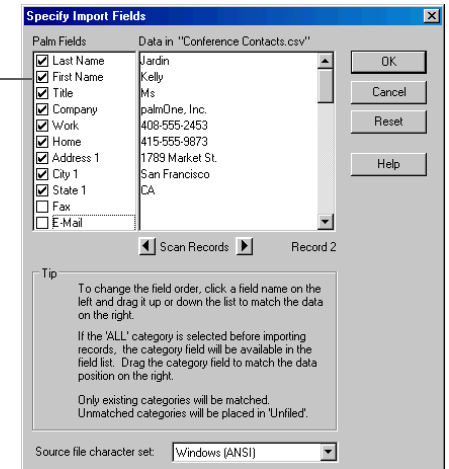 Specify Import Fields
Palm Fields Data in "Conference Contacts.csv"
Last Name Jardin
First Name Kelly
Title Ms
Company palmOne, Inc.
Work 408-555-2453
Home 415-555-9873
Address 1 1789 Market St.
City 1 San Francisco
State 1 CA
Fax
E-Mail
OK
Cancel
Reset
Help
Scan Records Record 2
Tip
To change the field order, click a field name on the
left and drag it up or down the list to match the data
on the right.
If the 'ALL' category is selected before importing
records, the category field will be available in the
field list. Drag the category field to match the data
position on the right.
Only existing categories will be matched.
Unmatched categories will be placed in 'Unfiled'.
Source file character set: Windows (ANSI)